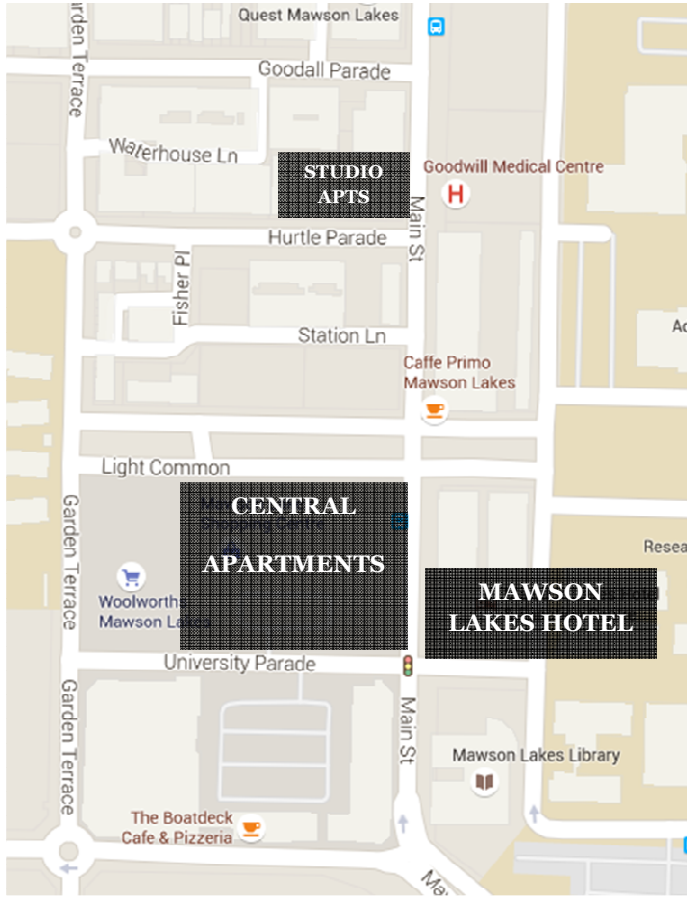 Quest Mawson Lakes
Garden Terrace
Goodall Parade
Waterhouse Ln
STUDIO
APTS
Goodwill Medical Centre
H
Main St
Hurtle Parade
Fisher Pl
Station Ln
Caffe Primo
Mawson Lakes
Light Common
CENTRAL
APARTMENTS
Garden Terrace
Woolworths
Mawson Lakes
MAWSON
LAKES HOTEL
University Parade
Garden Terrace
Main St
Mawson Lakes Library
The Boatdeck
Cafe & Pizzeria